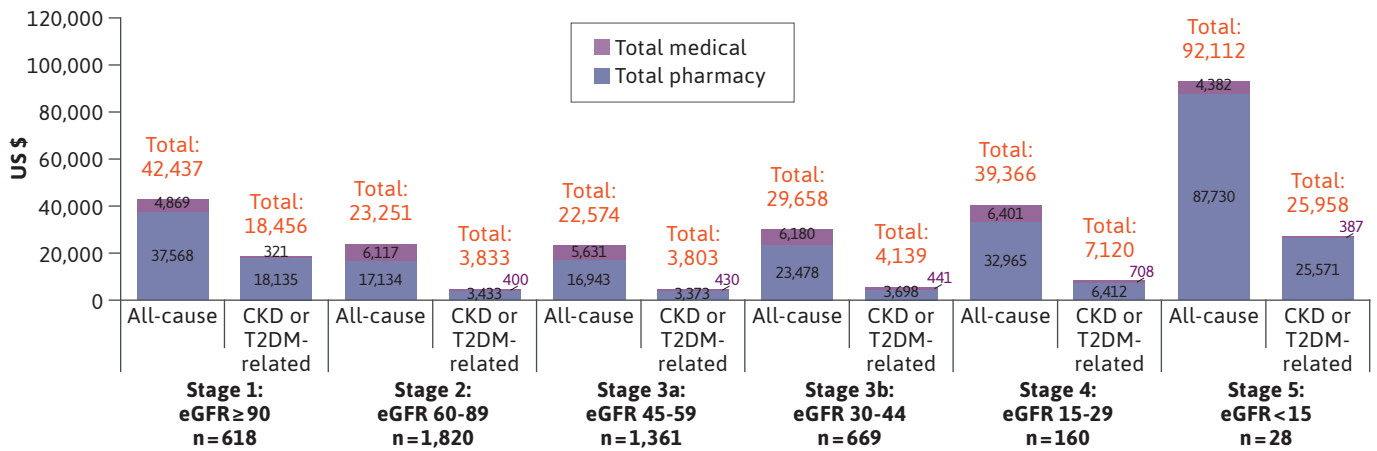 120,000
100,000
80,000
60,000
40,000
20,000
0
US $
Total medical
Total pharmacy
Total:
42,437
4,869
37,568
Total:
18,456
321
18,135
Total:
23,251
6,117
17,134
Total:
3,833
400
3,433
Total:
22,574
5,631
16,943
Total:
3,803
430
3,373
Total:
29,658
6,180
23,478
Total:
4,139
441
3,698
Total:
39,366
6,401
32,965
Total:
7,120
708
6,412
Total:
92,112
4,382
87,730
Total:
25,958
387
25,571
All-cause
CKD or
T2DM-
related
All-cause
CKD or
T2DM-
related
All-cause
CKD or
T2DM-
related
All-cause
CKD or
T2DM-
related
All-cause
CKD or
T2DM-
related
All-cause
CKD or
T2DM-
related
Stage 1:
eGFR≥90
n=618
Stage 2:
eGFR 60-89
n=1,820
Stage 3a:
eGFR 45-59
n=1,361
Stage 3b:
eGFR 30-44
n=669
Stage 4:
eGFR 15-29
n=160
Stage 5:
eGFR<15
n=28